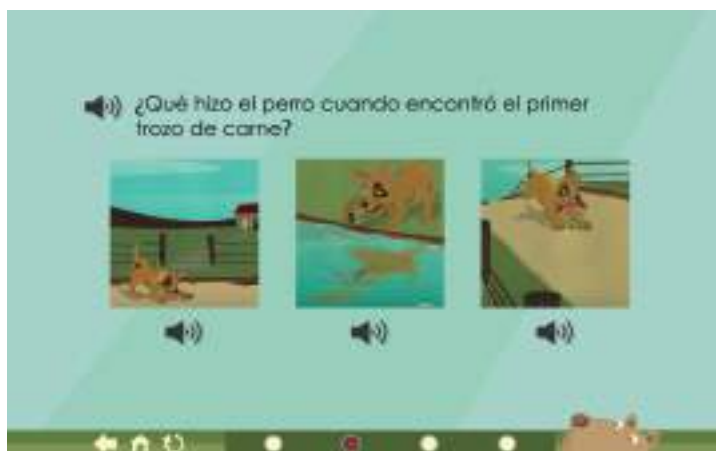 ¿Qué hizo el perro cuando encontró el primer
trozo de carne?